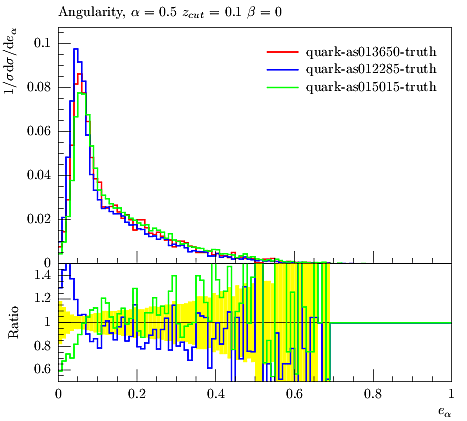 Angularity, α = 0.5 z_cut = 0.1 β = 0
1/σ dσ/de_α
0.1
0.08
0.06
0.04
0.02
0
quark-as013650-truth
quark-as012285-truth
quark-as015015-truth
Ratio
1.4
1.2
1
0.8
0.6
0 0.2 0.4 0.6 0.8 1
e_α